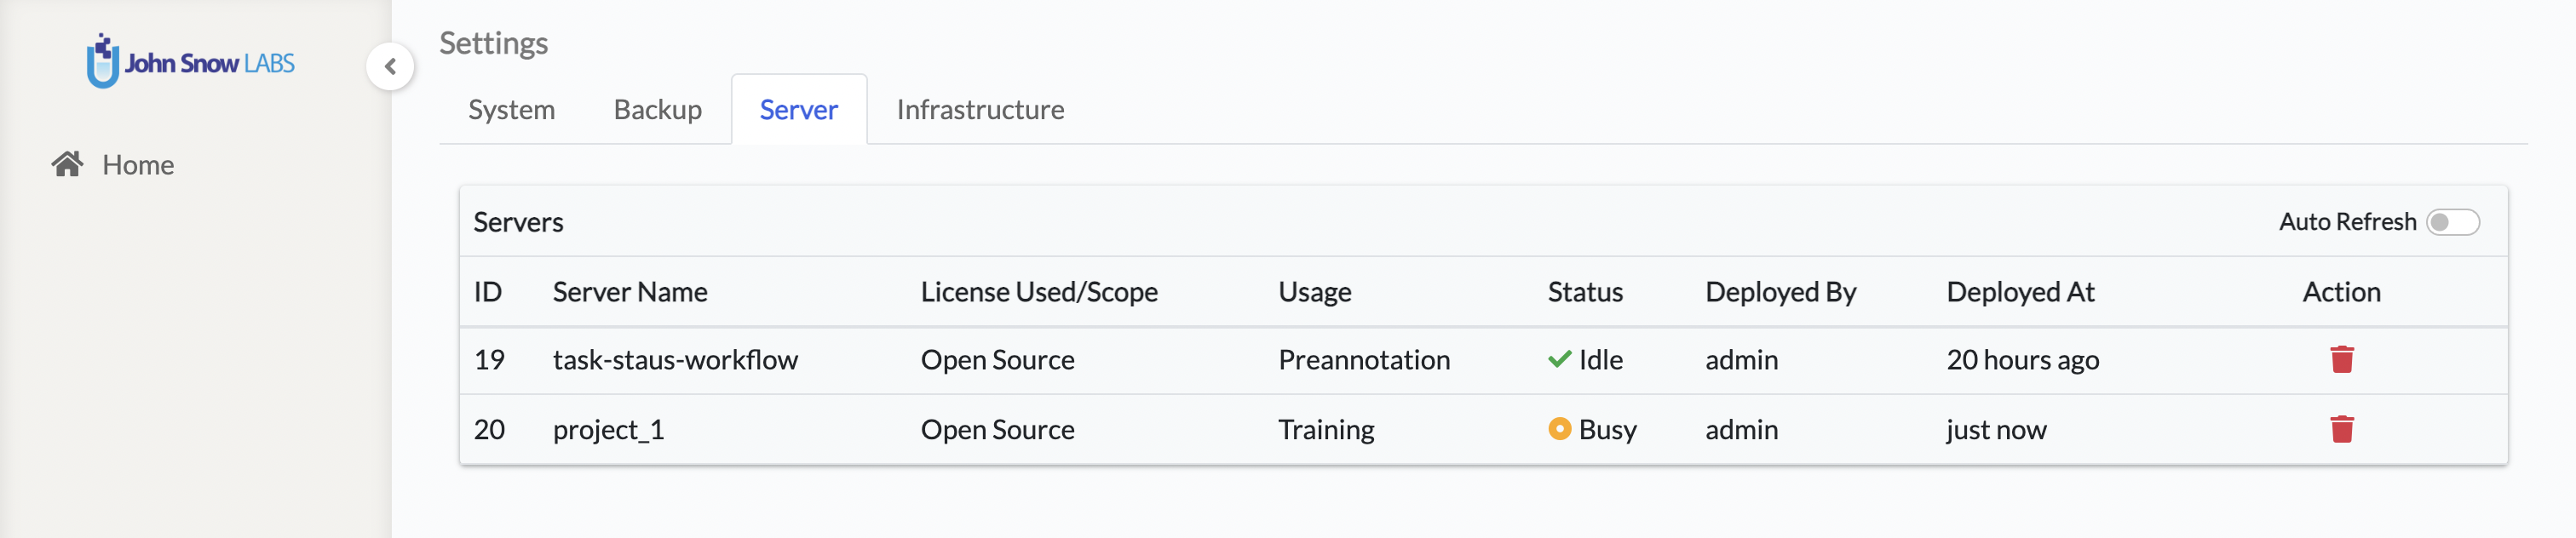 John Snow LABS
Home
Settings
System Backup Server Infrastructure
Servers Auto Refresh
ID Server Name License Used/Scope Usage Status Deployed By Deployed At Action
19 task-staus-workflow Open Source Preannotation Idle admin 20 hours ago
20 project_1 Open Source Training Busy admin just now